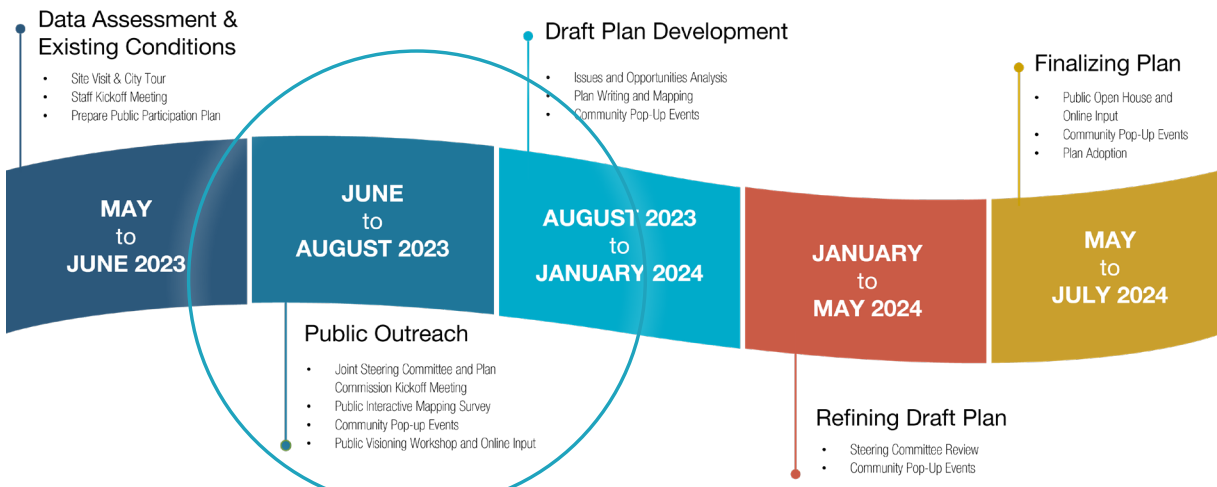 Data Assessment &
Existing Conditions
• Site Visit & City Tour
• Staff Kickoff Meeting
• Prepare Public Participation Plan
MAY
to
JUNE 2023
JUNE
to
AUGUST 2023
Public Outreach
• Joint Steering Committee and Plan
Commission Kickoff Meeting
• Public Interactive Mapping Survey
• Community Pop-up Events
• Public Visioning Workshop and Online Input
Draft Plan Development
• Issues and Opportunities Analysis
• Plan Writing and Mapping
• Community Pop-Up Events
AUGUST 2023
to
JANUARY 2024
JANUARY
to
MAY 2024
Refining Draft Plan
• Steering Committee Review
• Community Pop-Up Events
Finalizing Plan
• Public Open House and
Online Input
• Community Pop-Up Events
• Plan Adoption
MAY
to
JULY 2024